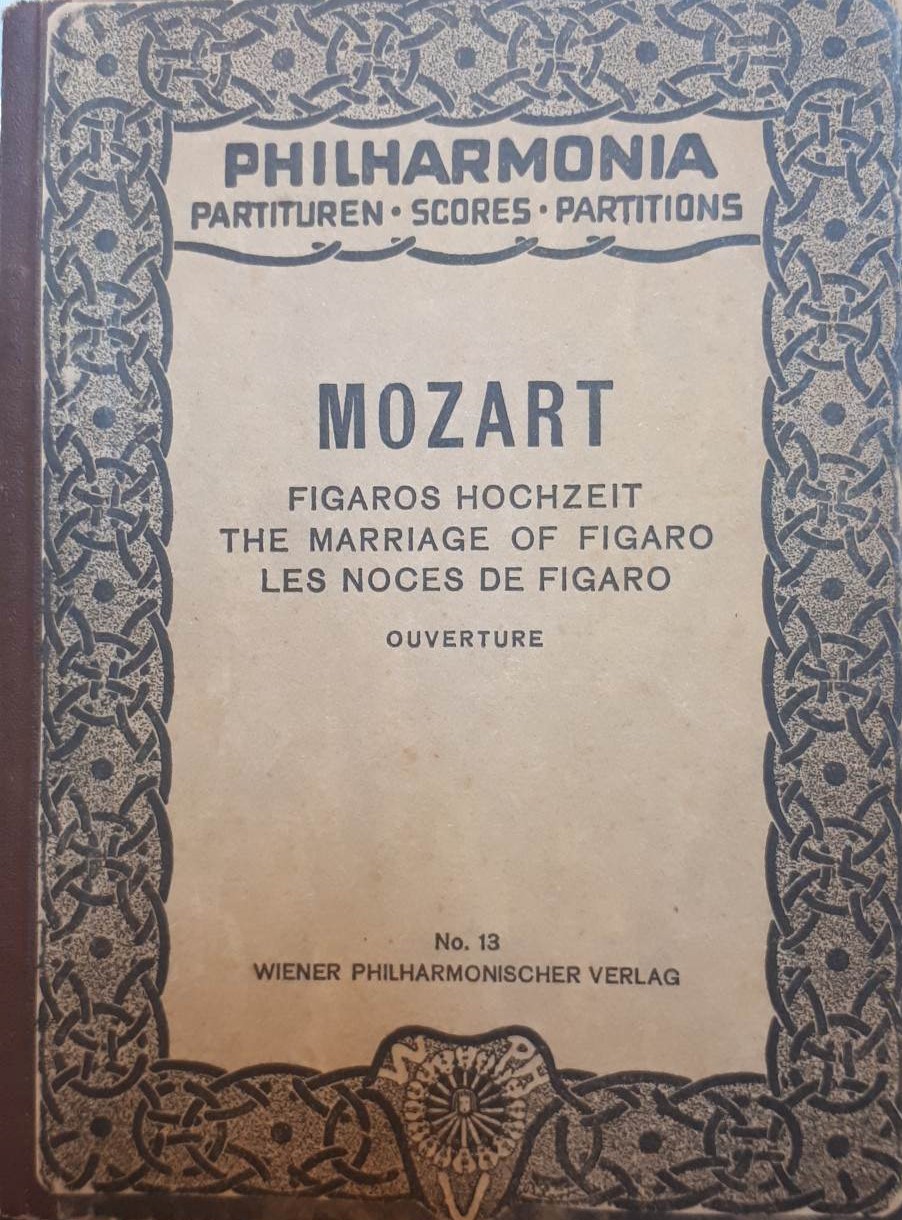 PHILHARMONIA
PARTITUREN • SCORES • PARTITIONS
MOZART
FIGAROS HOCHZEIT
THE MARRIAGE OF FIGARO
LES NOCES DE FIGARO
OUVERTURE
No. 13
WIENER PHILHARMONISCHER VERLAG
W PH
V